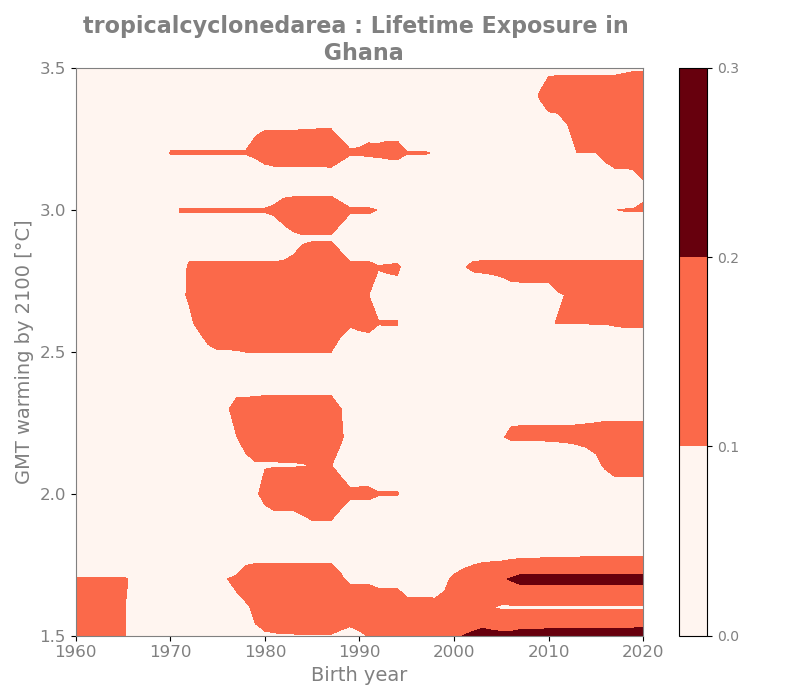 tropicalcyclonedarea : Lifetime Exposure in
Ghana
GMT warming by 2100 [°C]
3.5
3.0
2.5
2.0
1.5
1960 1970 1980 1990 2000 2010 2020
Birth year
0.3
0.2
0.1
0.0